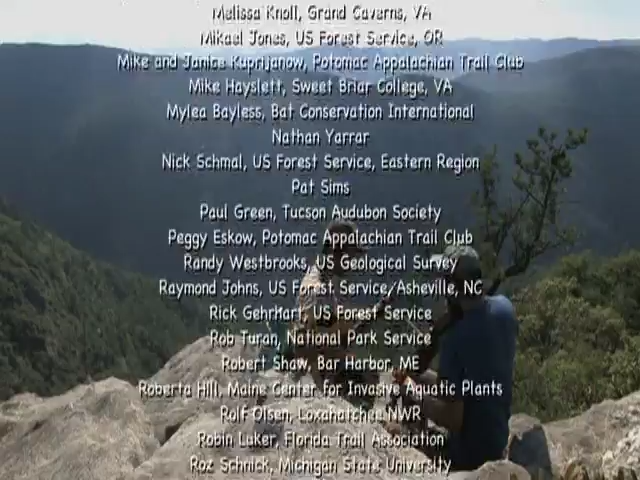 Melissa Knoll, Grand Caverns, VA
Mikael Jones, US Forest Service, OR
Mike and Janice Kuprijanow, Potomac Appalachian Trail Club
Mike Hayslett, Sweet Briar College, VA
Mylea Bayless, Bat Conservation International
Nathan Yarrar
Nick Schmal, US Forest Service, Eastern Region
Pat Sims
Paul Green, Tucson Audubon Society
Peggy Eskow, Potomac Appalachian Trail Club
Randy Westbrooks, US Geological Survey
Raymond Johns, US Forest Service/Asheville, NC
Rick Gehrhart, US Forest Service
Rob Turan, National Park Service
Robert Shaw, Bar Harbor, ME
Roberta Hill, Maine Center for Invasive Aquatic Plants
Rolf Olsen, Loxahatchee NWR
Robin Luker, Florida Trail Association
Roz Schnick, Michigan State University